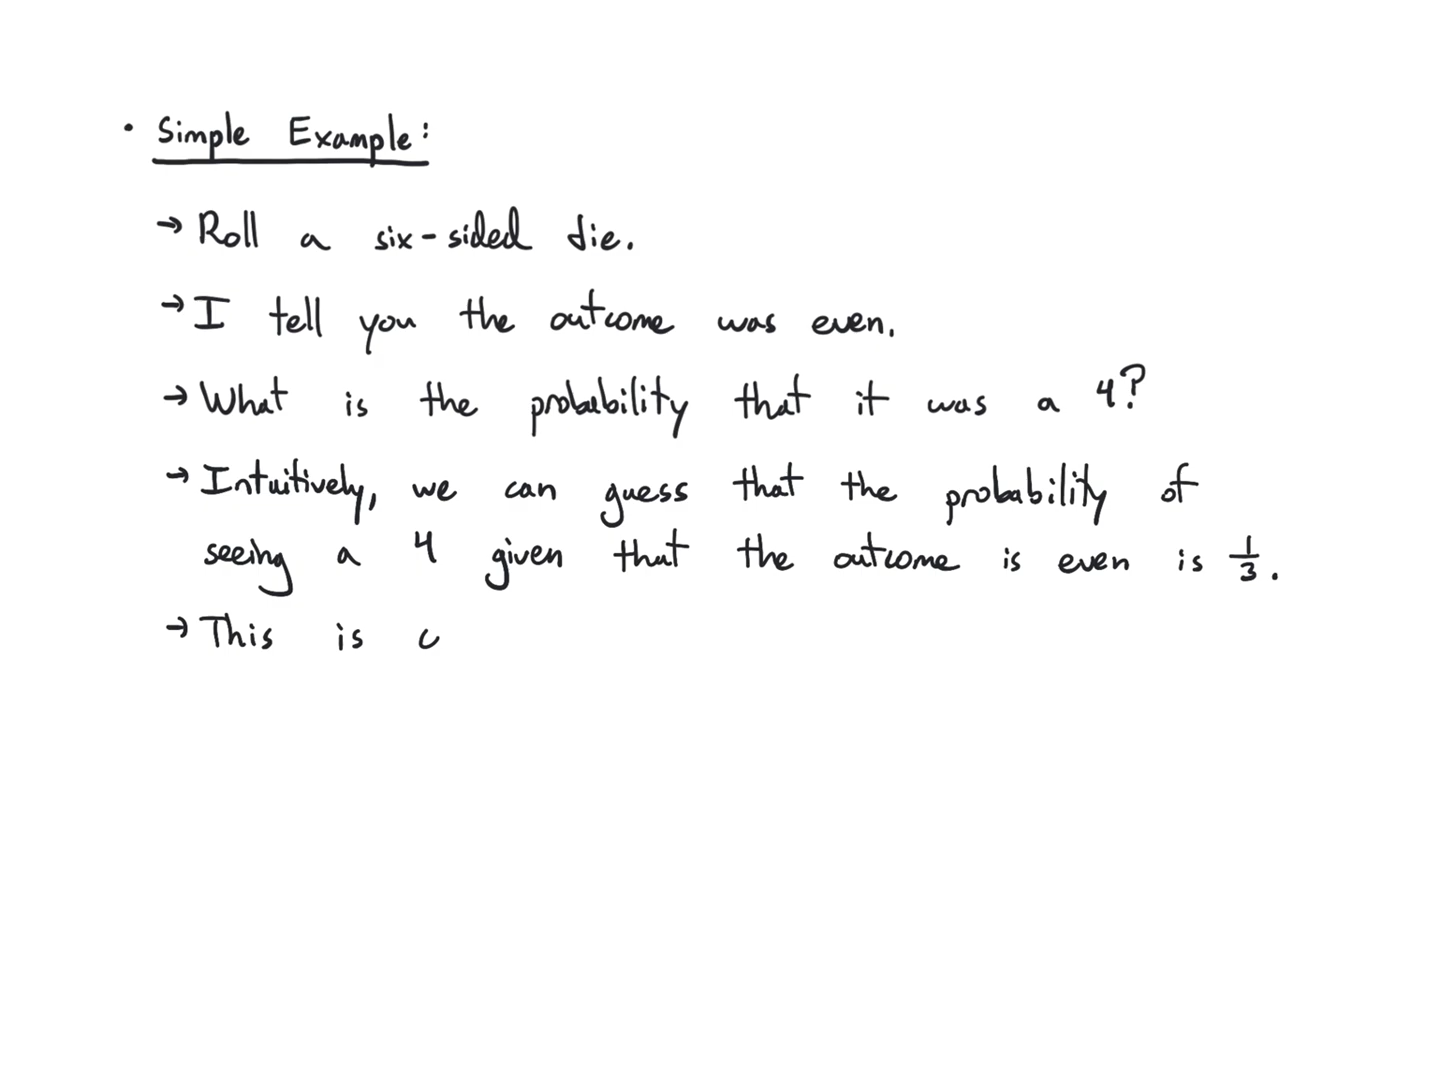 • Simple Example:
→ Roll a six-sided die.
→ I tell you the outcome was even.
→ What is the probability that it was a 4?
→ Intuitively, we can guess that the probability of
seeing a 4 given that the outcome is even is 1/3.
→ This is